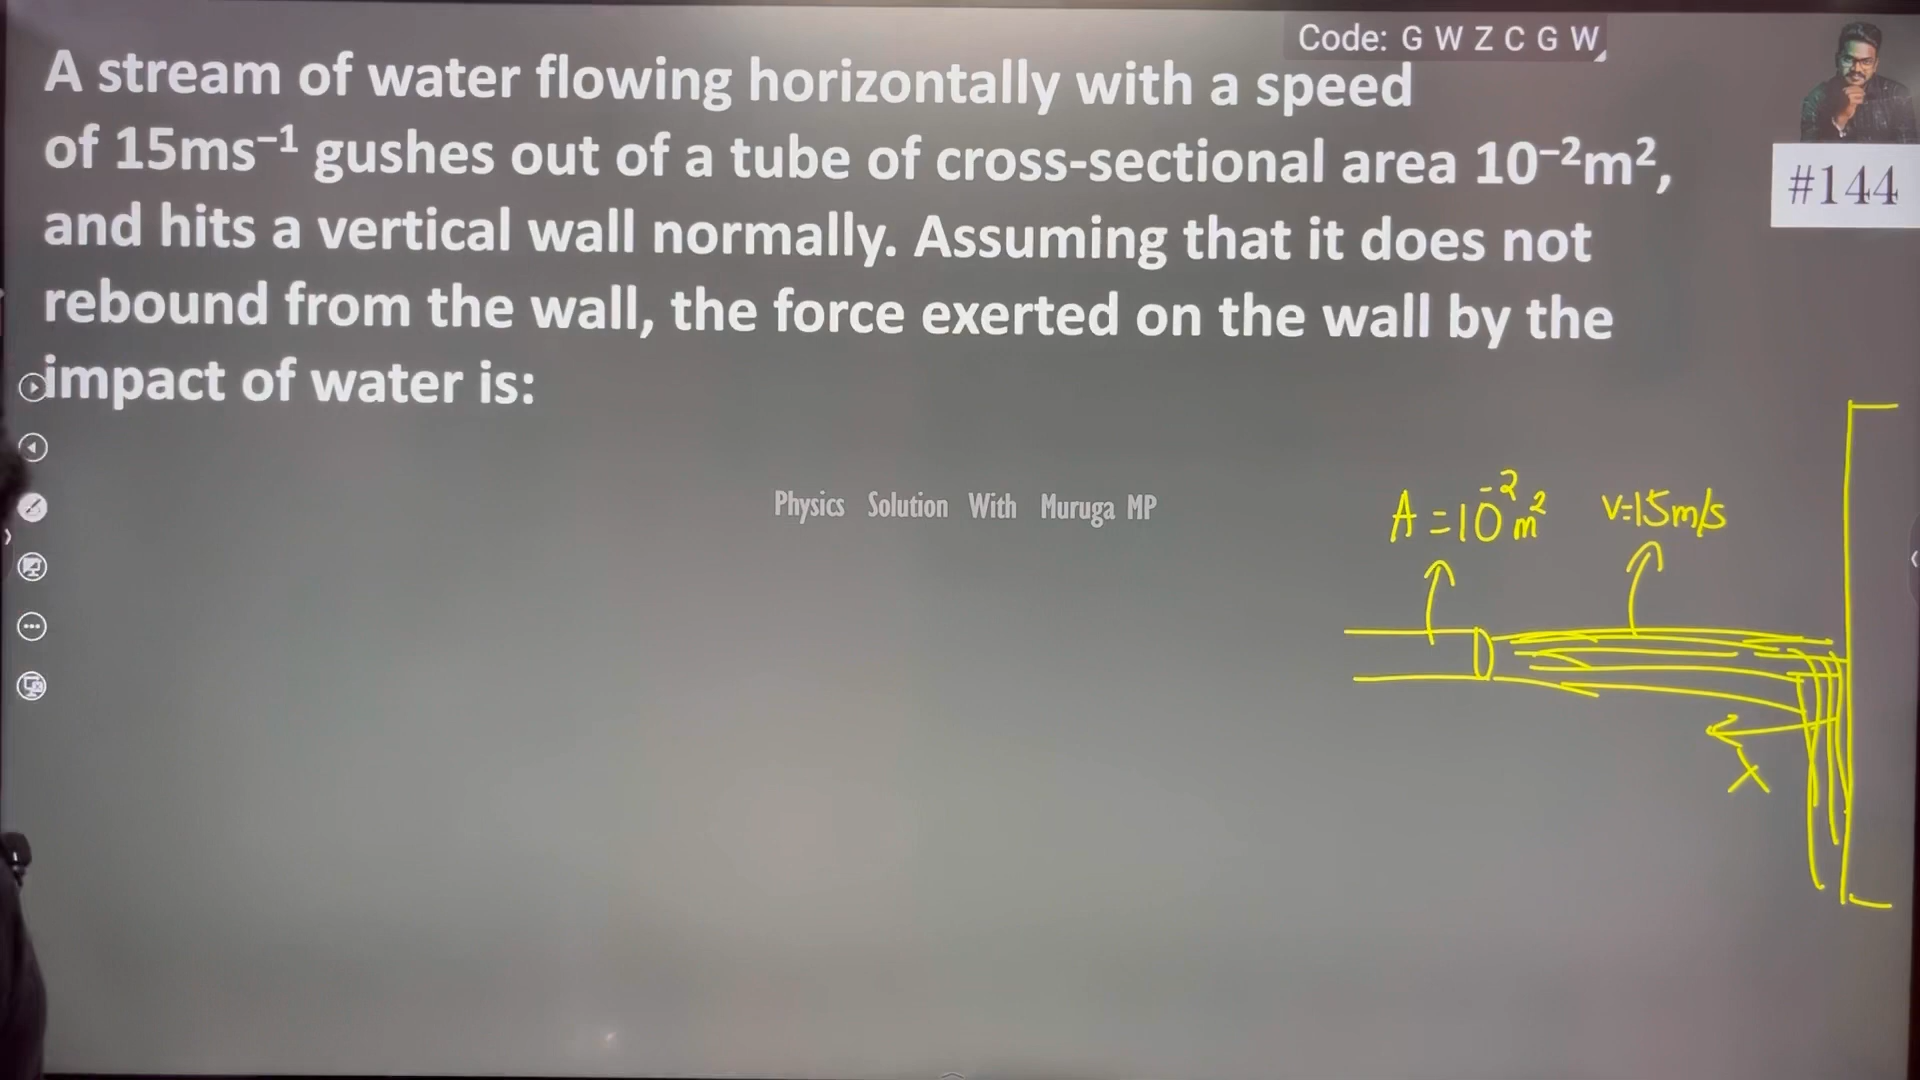 Code: G W Z C G W
A stream of water flowing horizontally with a speed
of 15ms⁻¹ gushes out of a tube of cross-sectional area 10⁻²m²,
#144
and hits a vertical wall normally. Assuming that it does not
rebound from the wall, the force exerted on the wall by the
impact of water is:
Physics Solution With Muruga MP
A = 10⁻² m²
v=15m/s
X